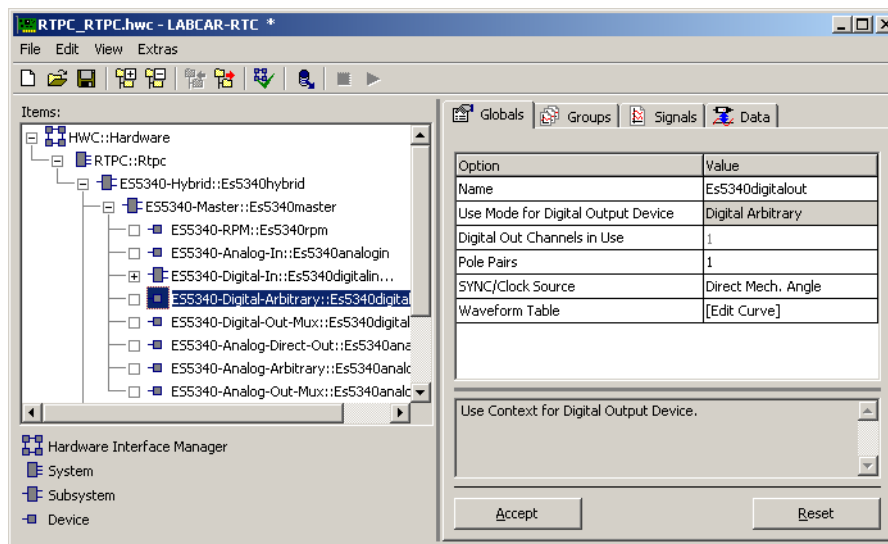 RTPC_RTPC.hwc - LABCAR-RTC *
File Edit View Extras
Items:
HWC::Hardware
RTPC::Rtpc
ES5340-Hybrid::Es5340hybrid
ES5340-Master::Es5340master
ES5340-RPM::Es5340rpm
ES5340-Analog-In::Es5340analogin
ES5340-Digital-In::Es5340digitalin...
ES5340-Digital-Arbitrary::Es5340digital
ES5340-Digital-Out-Mux::Es5340digital
ES5340-Analog-Direct-Out::Es5340ana
ES5340-Analog-Arbitrary::Es5340analo
ES5340-Analog-Out-Mux::Es5340analo
Hardware Interface Manager
System
Subsystem
Device
Globals Groups Signals Data
Option Value
Name Es5340digitalout
Use Mode for Digital Output Device Digital Arbitrary
Digital Out Channels in Use 1
Pole Pairs 1
SYNC/Clock Source Direct Mech. Angle
Waveform Table [Edit Curve]
Use Context for Digital Output Device.
Accept Reset